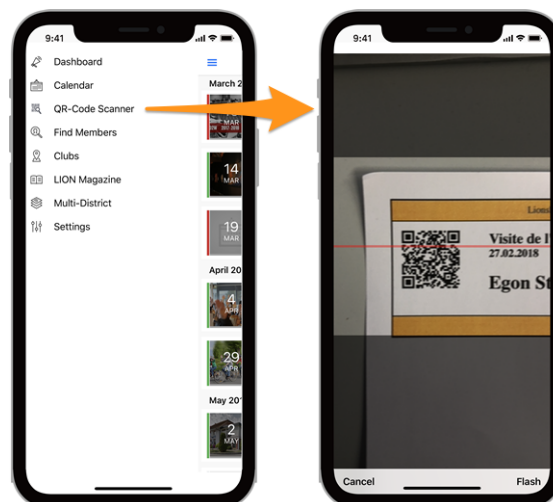 9:41
Dashboard
Calendar
QR-Code Scanner
Find Members
Clubs
LION Magazine
Multi-District
Settings
March 2
MAR
14
MAR
19
MAR
April 20
4
APR
29
APR
May 201
2
MAY
9:41
Lions
Visite de l'
27.02.2018
Egon St
Cancel
Flash